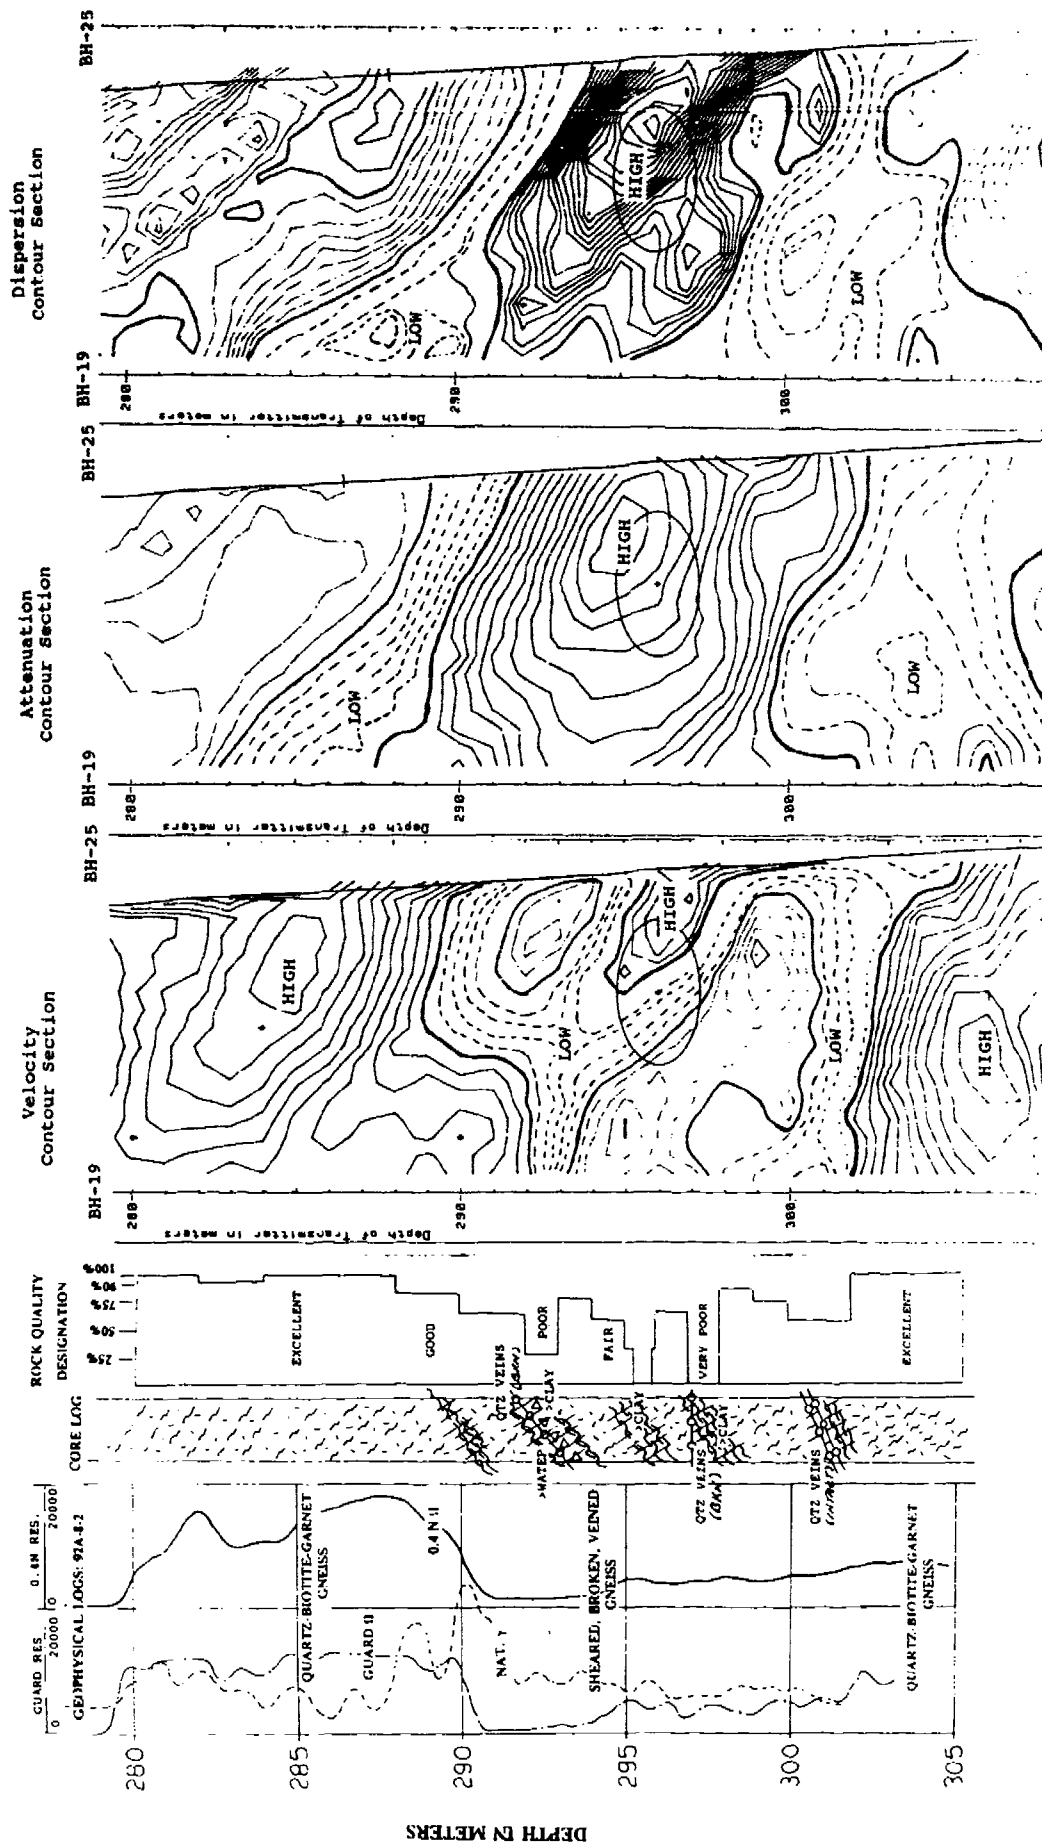 GUARD RES
0 20000
0.4N RES.
0 20000
GEOPHYSICAL LOGS: 92A-8-2
CORE LOG
ROCK QUALITY
DESIGNATION
25%
50%
75%
90%
100%
DEPTH IN METERS
280
285
290
295
300
305
QUARTZ-BIOTITE-GARNET
GNEISS
GUARD Ω
0.4 N Ω
NAT. γ
SHEARED, BROKEN, VEINED
GNEISS
QUARTZ-BIOTITE-GARNET
GNEISS
QTZ VEINS
>WATER
>CLAY
>CLAY
QTZ VEINS
(BKN)
>CLAY
QTZ VEINS
(INTACT)
EXCELLENT
GOOD
POOR
FAIR
VERY POOR
EXCELLENT
Velocity
Contour Section
BH-19
BH-25
Depth of Transmitter in meters
280
290
300
HIGH
LOW
HIGH
LOW
HIGH
Attenuation
Contour Section
BH-19
BH-25
Depth of Transmitter in meters
280
290
300
LOW
HIGH
LOW
Dispersion
Contour Section
BH-19
BH-25
Depth of Transmitter in meters
280
290
300
LOW
HIGH
LOW